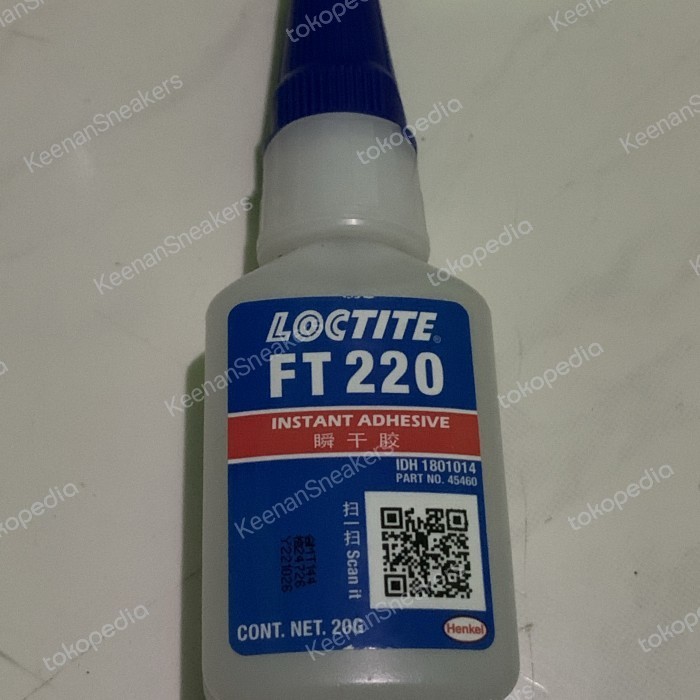 LOCTITE
FT 220
INSTANT ADHESIVE
瞬干胶
IDH 1801014
PART NO. 45460
扫一扫 Scan it
CONT. NET. 20G
Henkel
KeenanSneakers
tokopedia